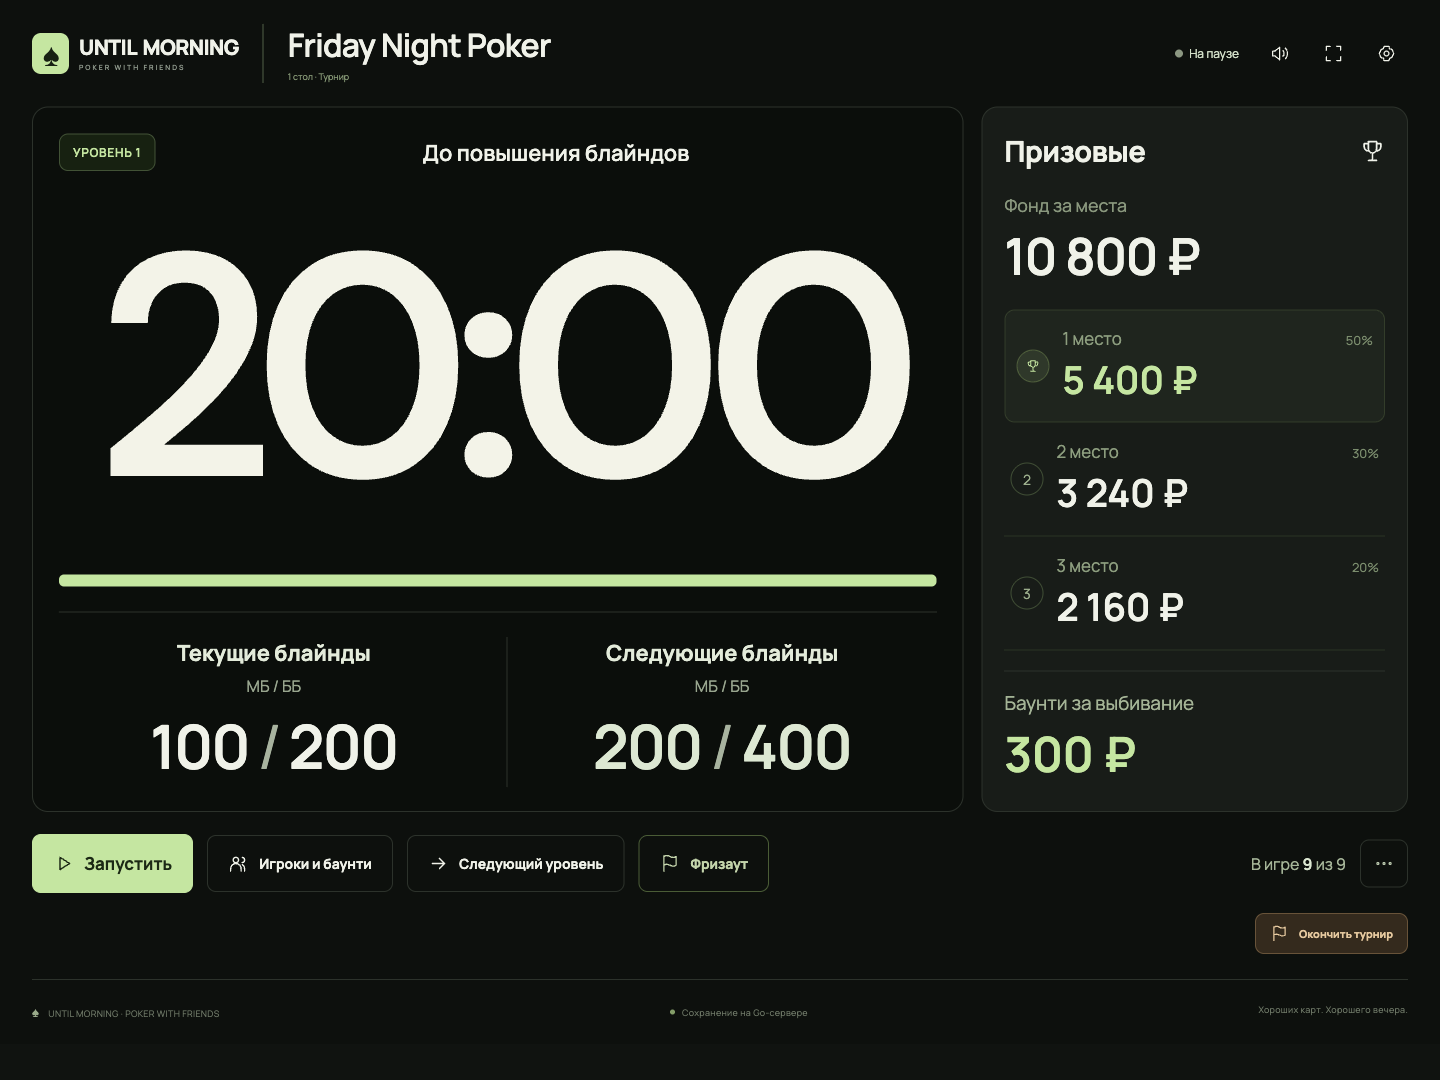 UNTIL MORNING
POKER WITH FRIENDS
Friday Night Poker
1 стол · Турнир
На паузе
УРОВЕНЬ 1
До повышения блайндов
20:00
Текущие блайнды
МБ / ББ
100 / 200
Следующие блайнды
МБ / ББ
200 / 400
Призовые
Фонд за места
10 800 ₽
1 место
50%
5 400 ₽
2
2 место
30%
3 240 ₽
3
3 место
20%
2 160 ₽
Баунти за выбивание
300 ₽
Запустить
Игроки и баунти
Следующий уровень
Фризаут
В игре 9 из 9
Окончить турнир
UNTIL MORNING · POKER WITH FRIENDS
Сохранение на Go-сервере
Хороших карт. Хорошего вечера.